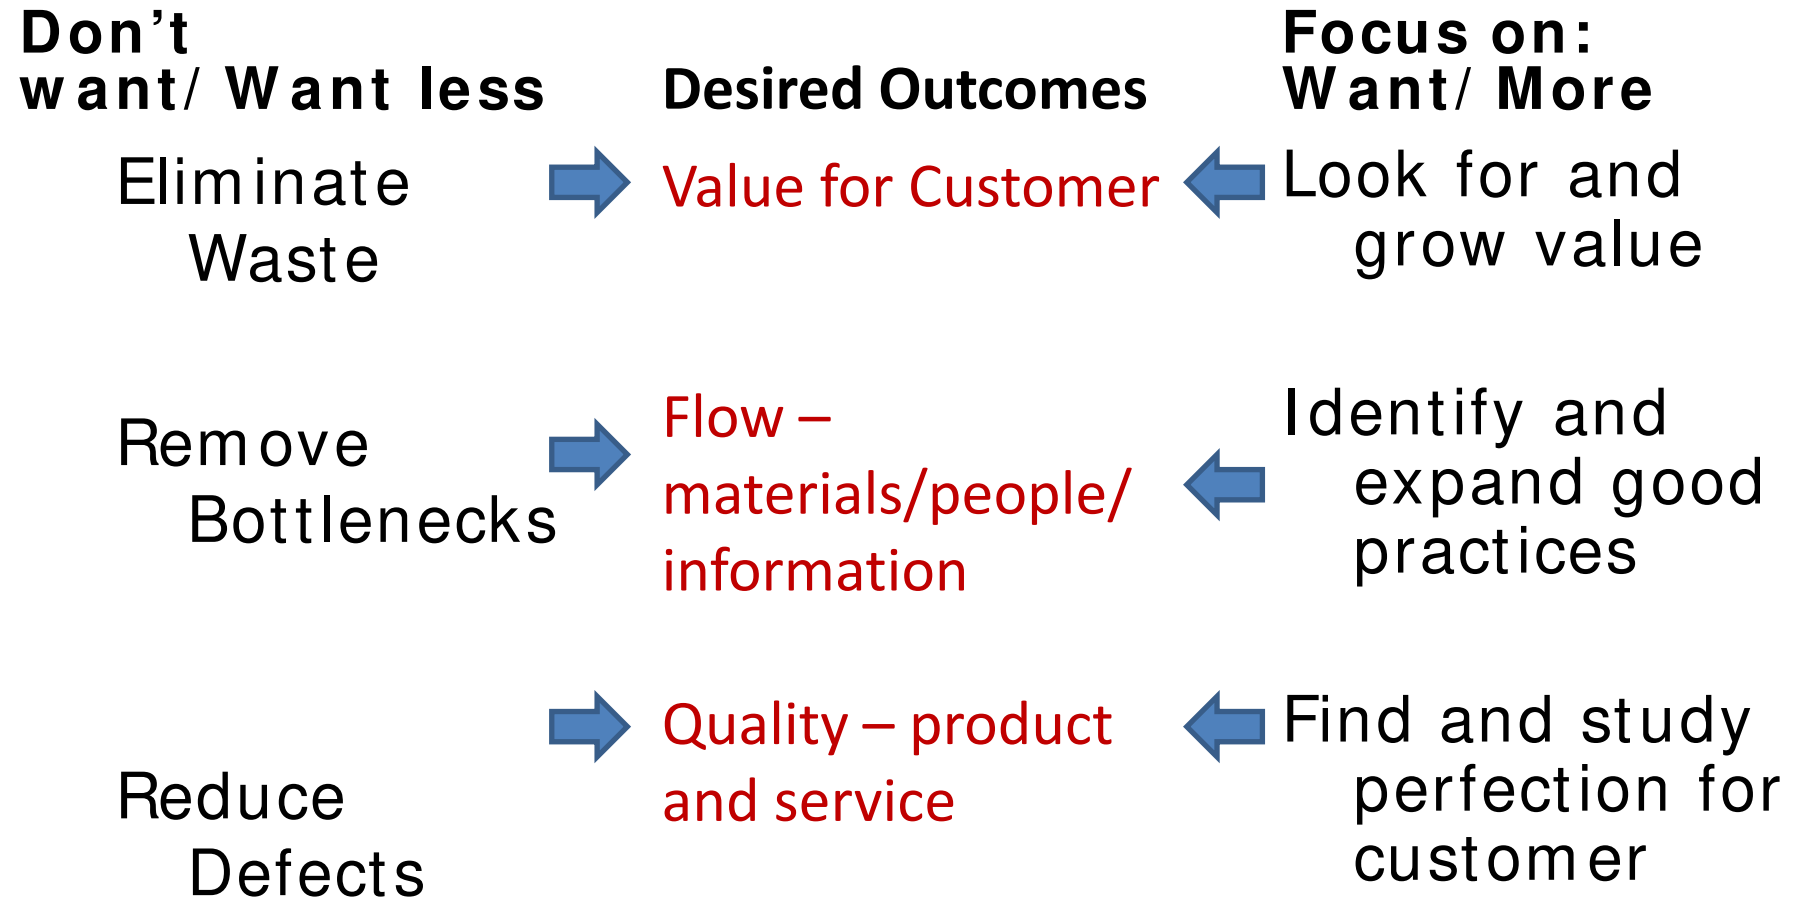 Don't
want/ Want less
Desired Outcomes
Focus on:
Want/ More
Eliminate
Waste
Value for Customer
Look for and
grow value
Remove
Bottlenecks
Flow –
materials/people/
information
Identify and
expand good
practices
Reduce
Defects
Quality – product
and service
Find and study
perfection for
customer